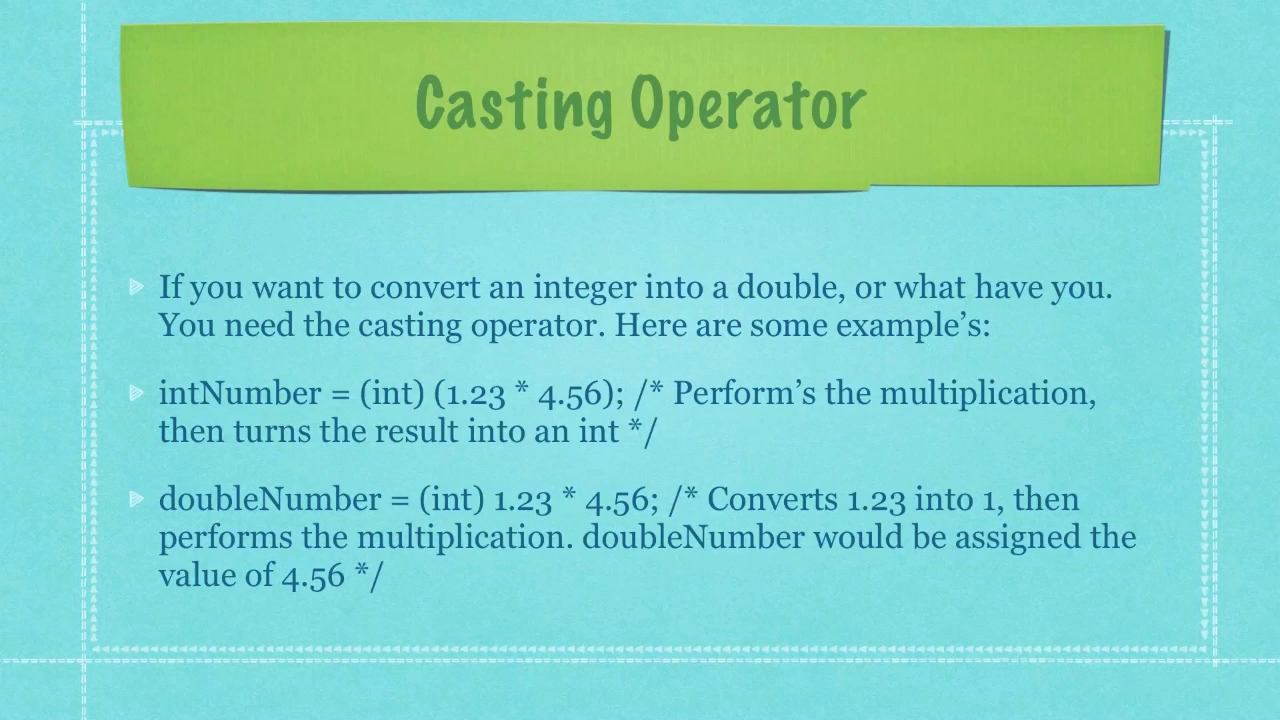 Casting Operator
If you want to convert an integer into a double, or what have you.
You need the casting operator. Here are some example’s:
intNumber = (int) (1.23 * 4.56); /* Perform’s the multiplication,
then turns the result into an int */
doubleNumber = (int) 1.23 * 4.56; /* Converts 1.23 into 1, then
performs the multiplication. doubleNumber would be assigned the
value of 4.56 */